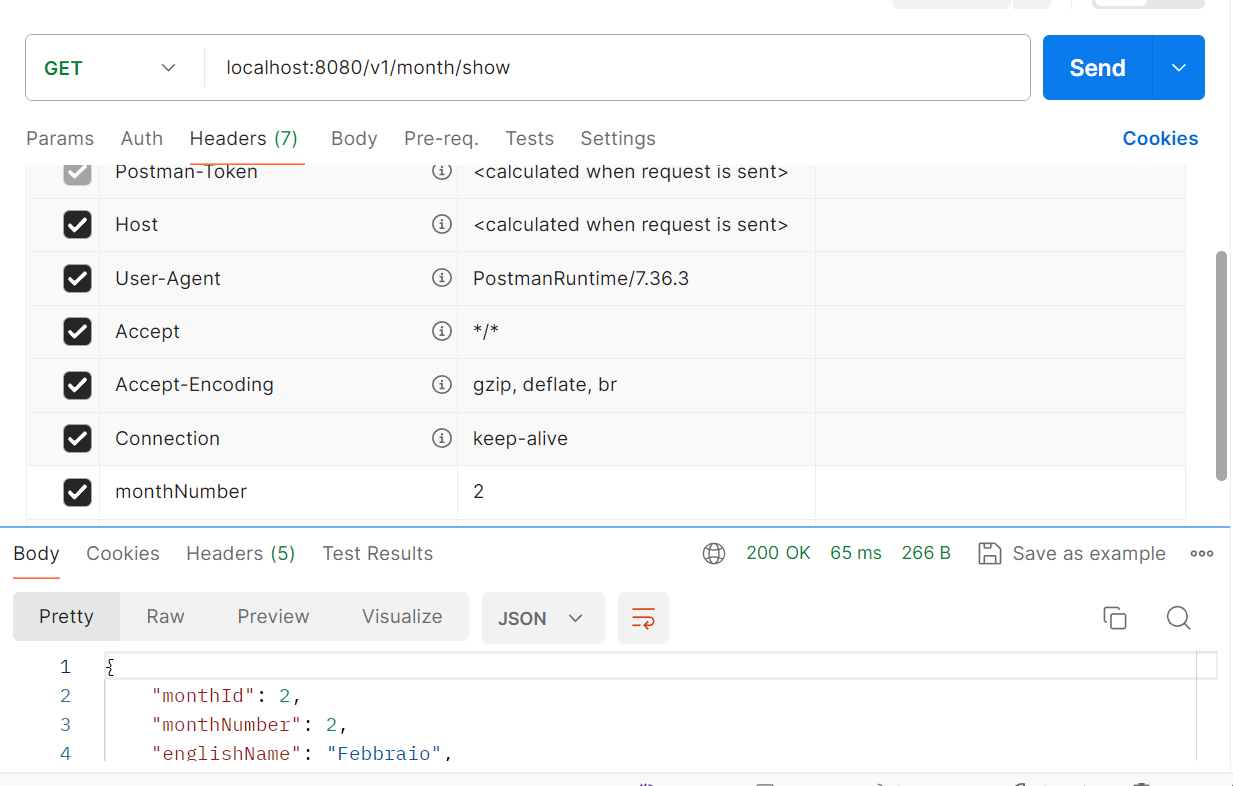 GET localhost:8080/v1/month/show Send
Params Auth Headers (7) Body Pre-req. Tests Settings Cookies
Postman-Token <calculated when request is sent>
Host <calculated when request is sent>
User-Agent PostmanRuntime/7.36.3
Accept */*
Accept-Encoding gzip, deflate, br
Connection keep-alive
monthNumber 2
Body Cookies Headers (5) Test Results 200 OK 65 ms 266 B Save as example
Pretty Raw Preview Visualize JSON
1 {
2 "monthId": 2,
3 "monthNumber": 2,
4 "englishName": "Febbraio",